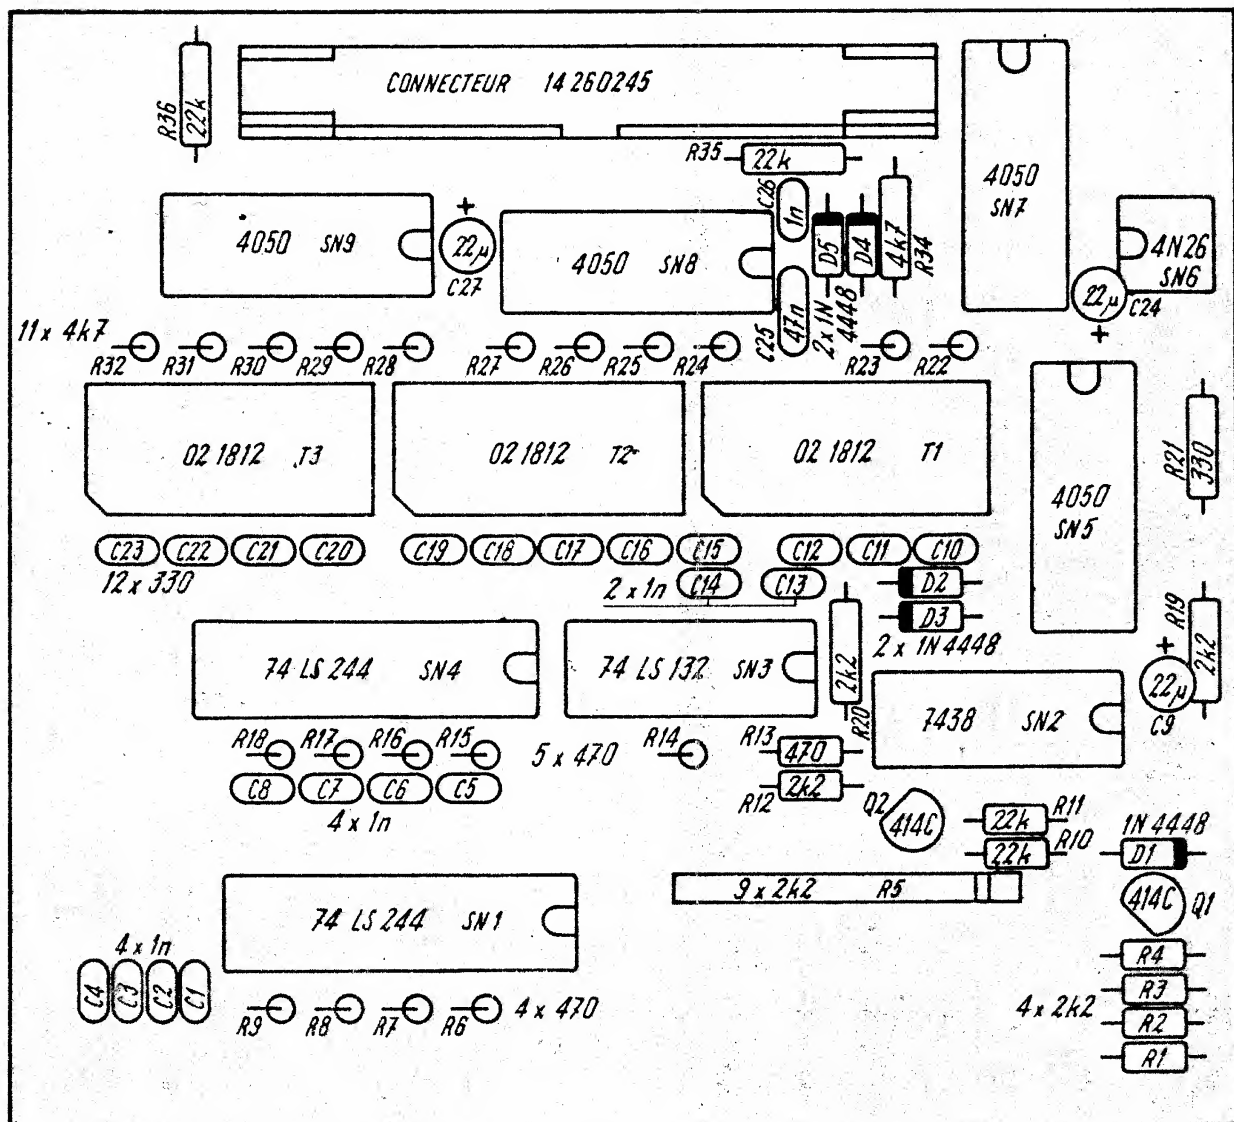 CONNECTEUR 14 26D245
R36
22k
R35
22k
C26
1n
D5
D4
4k7
R34
4050
SN7
4N26
SN6
4050 SN9
+
22µ
C27
4050 SN8
C25
47n
2 x 1N
4448
22µ
C24
+
11 x 4k7
R32
R31
R30
R29
R28
R27
R26
R25
R24
R23
R22
02 1812 T3
02 1812 T2
02 1812 T1
4050
SN5
R21
330
C23
C22
C21
C20
C19
C18
C17
C16
C15
C12
C11
C10
12 x 330
2 x 1n
C14
C13
D2
D3
2 x 1N4448
R19
2k2
74 LS 244 SN4
74 LS 132 SN3
2k2
R20
7438 SN2
+
22µ
C9
R18
R17
R16
R15
5 x 470
R14
R13
470
C8
C7
C6
C5
4 x 1n
R12
2k2
Q2
414C
22k
R11
22k
R10
1N 4448
D1
9 x 2k2 R5
414C
Q1
74 LS 244 SN1
4 x 1n
C4
C3
C2
C1
R9
R8
R7
R6
4 x 470
4 x 2k2
R4
R3
R2
R1